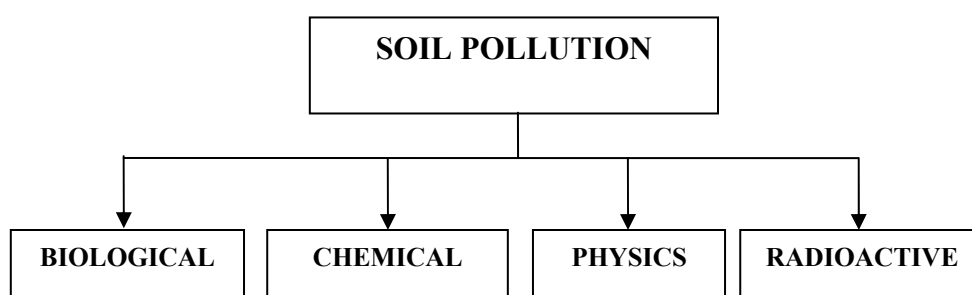 SOIL POLLUTION
BIOLOGICAL
CHEMICAL
PHYSICS
RADIOACTIVE